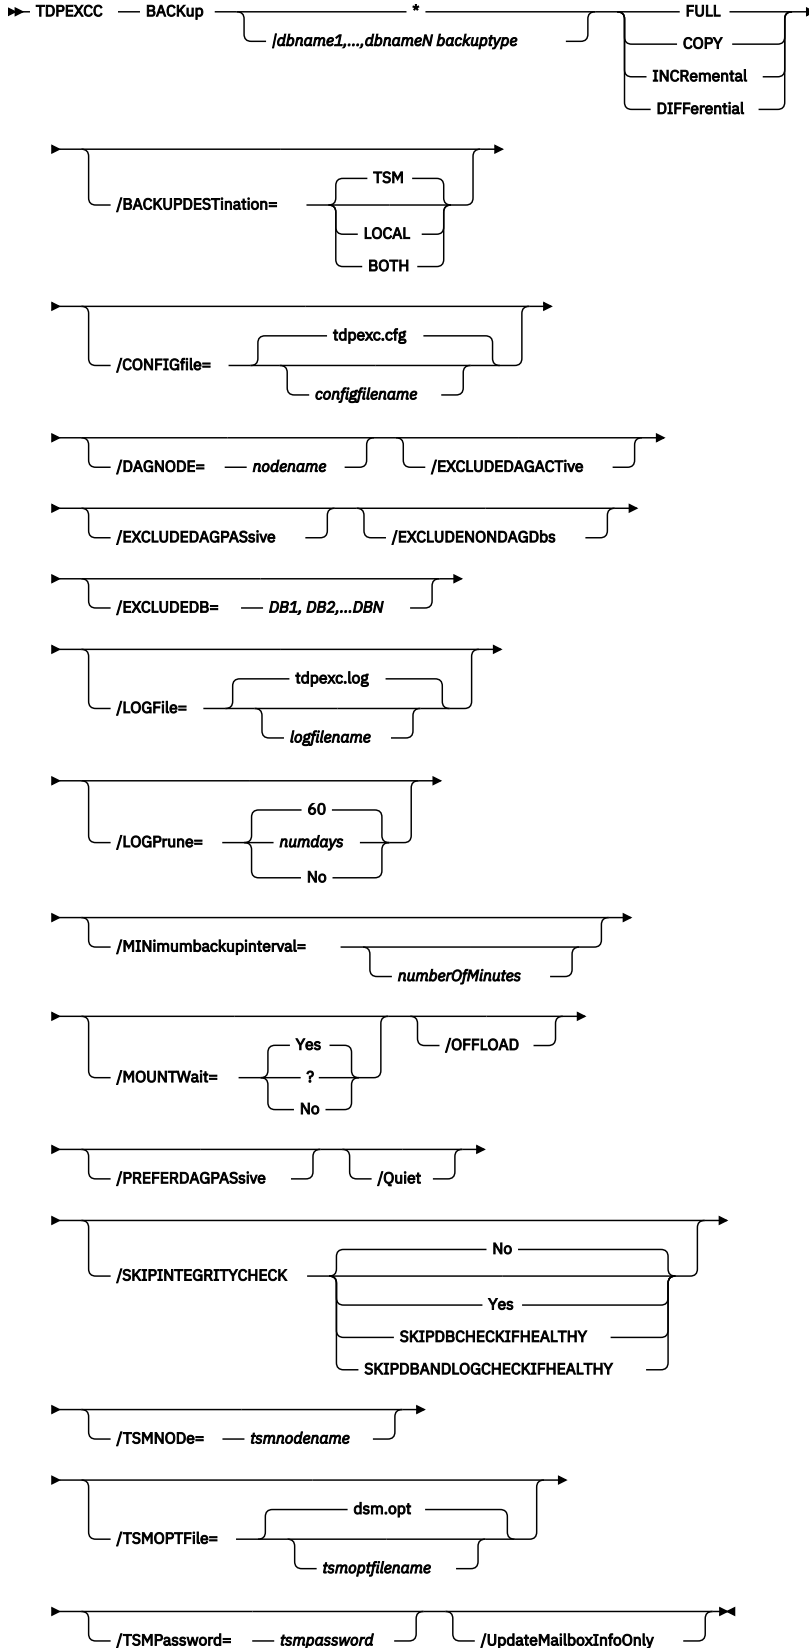 TDPEXCC BACKup * FULL
|dbname1,...,dbnameN backuptype COPY
INCRemental
DIFFerential
/BACKUPDESTination= TSM
LOCAL
BOTH
/CONFIGfile= tdpexc.cfg
configfilename
/DAGNODE= nodename /EXCLUDEDAGACTive
/EXCLUDEDAGPASsive /EXCLUDENONDAGDbs
/EXCLUDEDB= DB1, DB2,...DBN
/LOGFile= tdpexc.log
logfilename
/LOGPrune= 60
numdays
No
/MINimumbackupinterval=
numberOfMinutes
/MOUNTWait= Yes /OFFLOAD
?
No
/PREFERDAGPASsive /Quiet
/SKIPINTEGRITYCHECK No
Yes
SKIPDBCHECKIFHEALTHY
SKIPDBANDLOGCHECKIFHEALTHY
/TSMNODe= tsmnodename
/TSMOPTFile= dsm.opt
tsmoptfilename
/TSMPassword= tsmpassword /UpdateMailboxInfoOnly